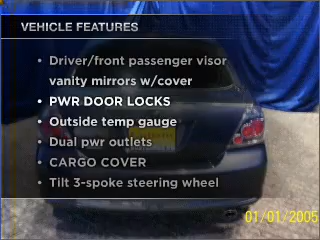 VEHICLE FEATURES
• Driver/front passenger visor
vanity mirrors w/cover
• PWR DOOR LOCKS
• Outside temp gauge
• Dual pwr outlets
• CARGO COVER
• Tilt 3-spoke steering wheel
01/01/2005